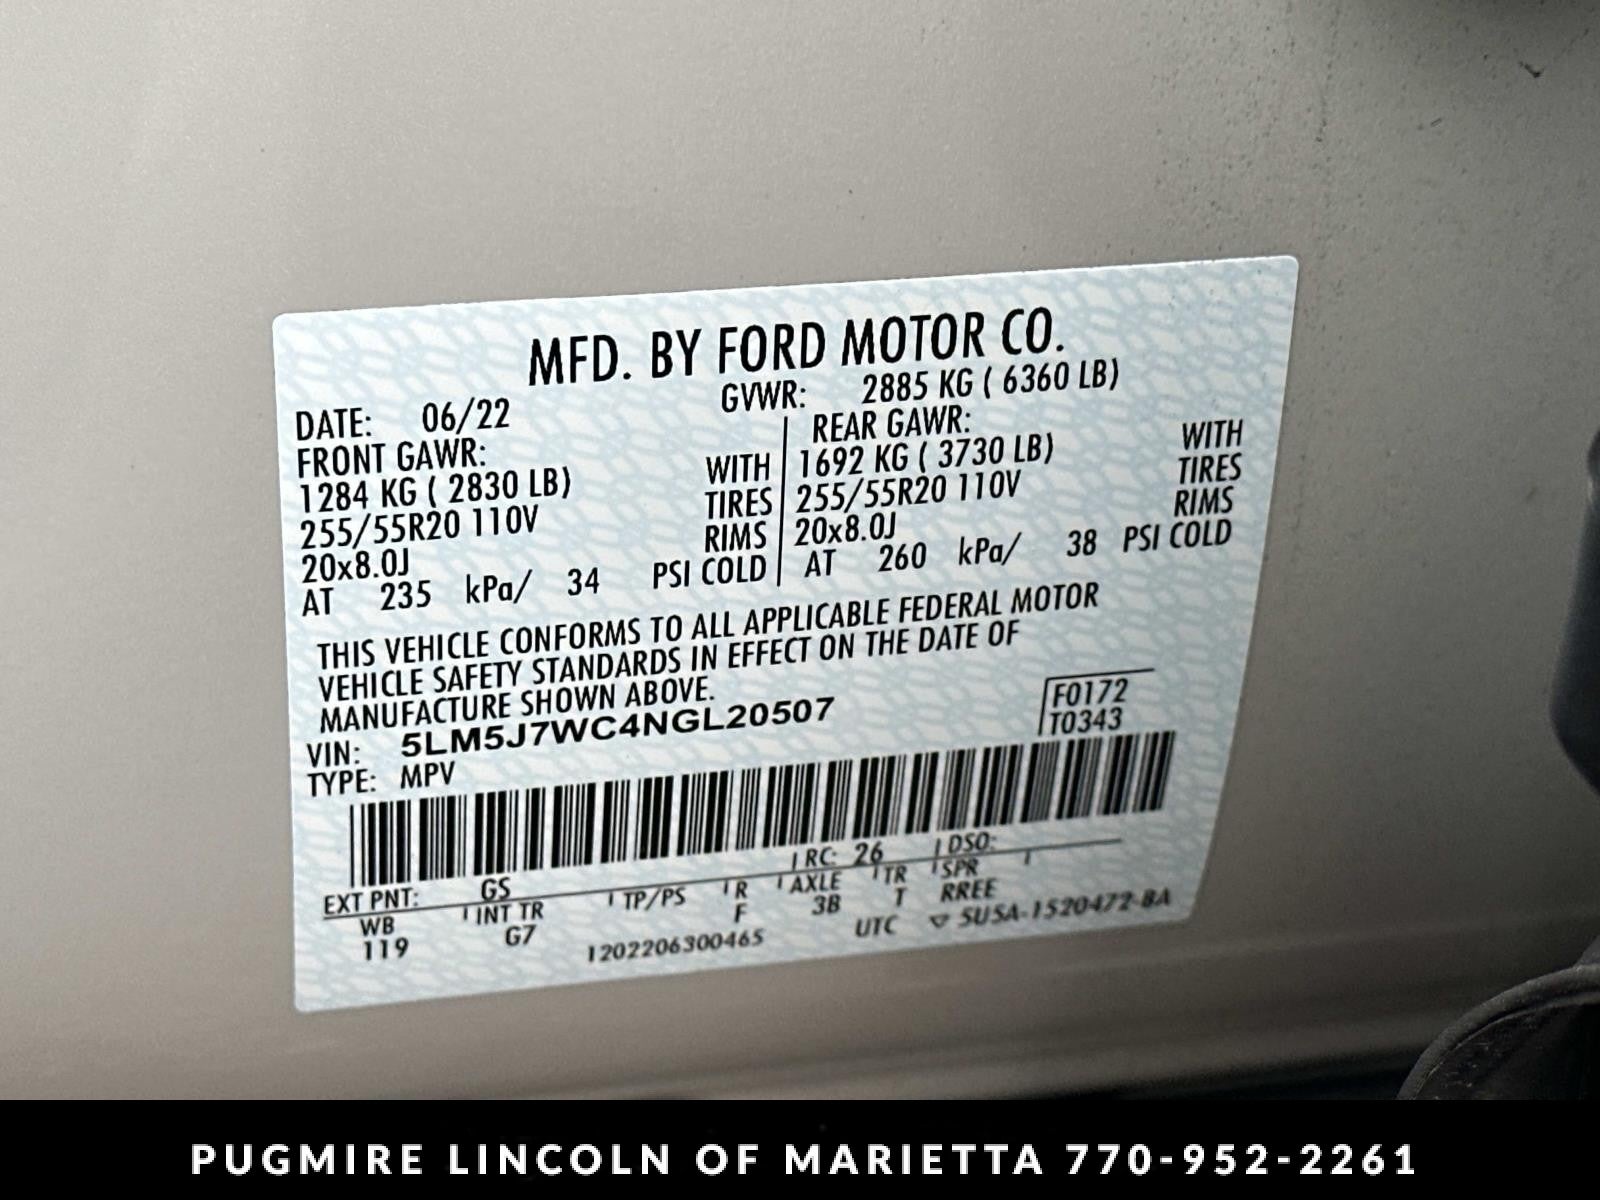 MFD. BY FORD MOTOR CO.
DATE: 06/22 GVWR: 2885 KG ( 6360 LB)
FRONT GAWR: REAR GAWR:
1284 KG ( 2830 LB) WITH 1692 KG ( 3730 LB) WITH
255/55R20 110V TIRES 255/55R20 110V TIRES
20x8.0J RIMS 20x8.0J RIMS
AT 235 kPa/ 34 PSI COLD AT 260 kPa/ 38 PSI COLD
THIS VEHICLE CONFORMS TO ALL APPLICABLE FEDERAL MOTOR
VEHICLE SAFETY STANDARDS IN EFFECT ON THE DATE OF
MANUFACTURE SHOWN ABOVE.
VIN: 5LM5J7WC4NGL20507 F0172
TYPE: MPV T0343
EXT PNT: GS RC: 26 DSO:
WB INT TR TP/PS R AXLE TR SPR
119 G7 F 3B T RREE
1202206300465 UTC ▽ 5U5A-1520472-BA
PUGMIRE LINCOLN OF MARIETTA 770-952-2261